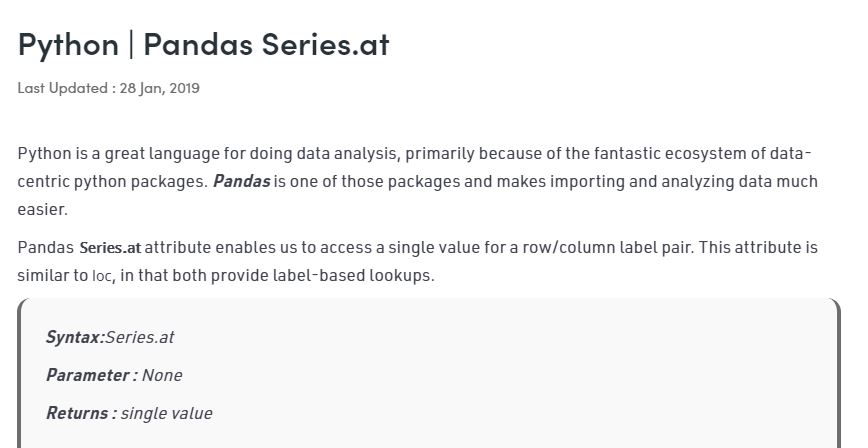 Python | Pandas Series.at
Last Updated : 28 Jan, 2019
Python is a great language for doing data analysis, primarily because of the fantastic ecosystem of data-
centric python packages. Pandas is one of those packages and makes importing and analyzing data much
easier.
Pandas Series.at attribute enables us to access a single value for a row/column label pair. This attribute is
similar to loc, in that both provide label-based lookups.
Syntax:Series.at
Parameter : None
Returns : single value